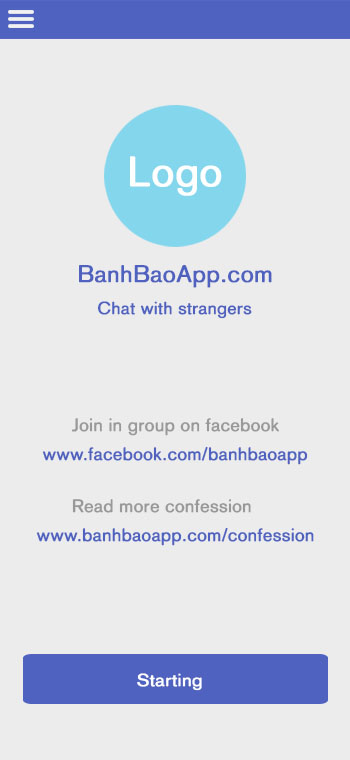 Logo
BanhBaoApp.com
Chat with strangers
Join in group on facebook
www.facebook.com/banhbaoapp
Read more confession
www.banhbaoapp.com/confession
Starting